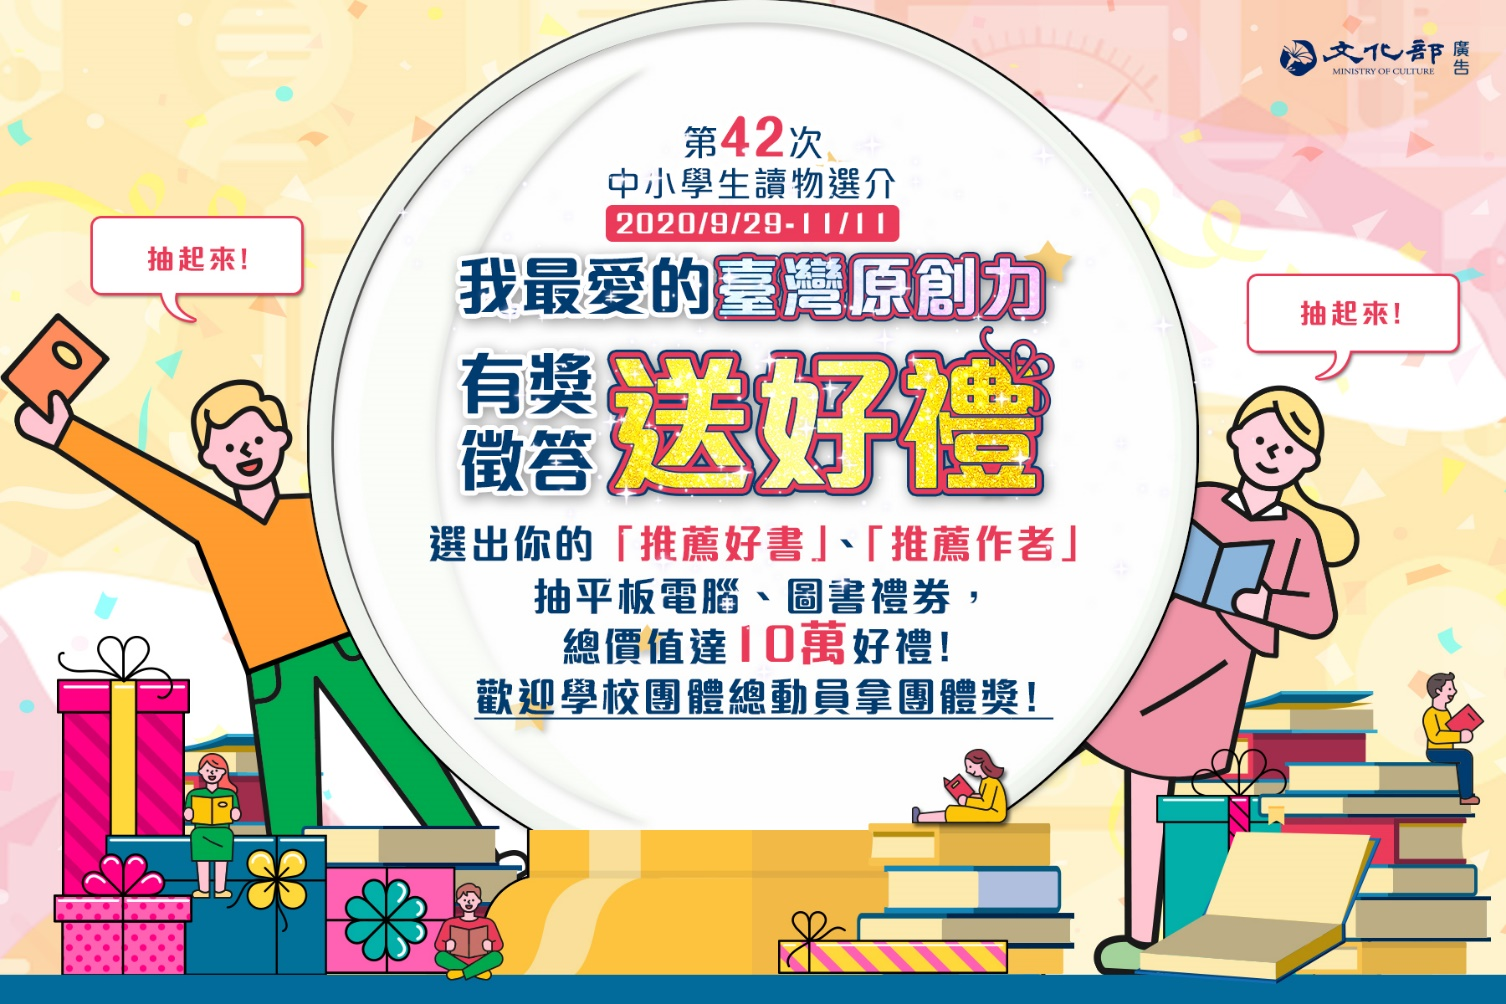 文化部 廣告
MINISTRY OF CULTURE
第42次
中小學生讀物選介
2020/9/29-11/11
我最愛的臺灣原創力
有獎
徵答
送好禮
抽起來!
抽起來!
選出你的「推薦好書」、「推薦作者」
抽平板電腦、圖書禮券，
總價值達10萬好禮!
歡迎學校團體總動員拿團體獎!